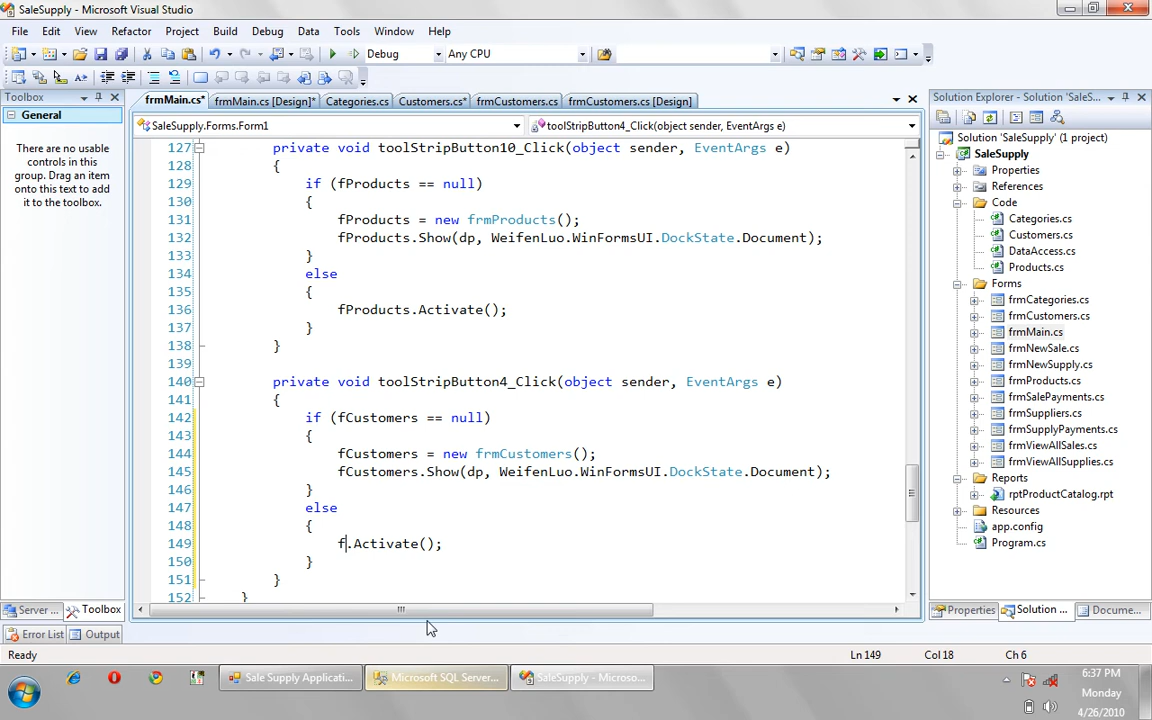 SaleSupply - Microsoft Visual Studio
File Edit View Refactor Project Build Debug Data Tools Window Help
Debug Any CPU
Toolbox
General
There are no usable
controls in this
group. Drag an item
onto this text to add
it to the toolbox.
Server ... Toolbox
frmMain.cs* frmMain.cs [Design]* Categories.cs Customers.cs* frmCustomers.cs frmCustomers.cs [Design]
SaleSupply.Forms.Form1 toolStripButton4_Click(object sender, EventArgs e)
127 private void toolStripButton10_Click(object sender, EventArgs e)
128 {
129 if (fProducts == null)
130 {
131 fProducts = new frmProducts();
132 fProducts.Show(dp, WeifenLuo.WinFormsUI.DockState.Document);
133 }
134 else
135 {
136 fProducts.Activate();
137 }
138 }
139
140 private void toolStripButton4_Click(object sender, EventArgs e)
141 {
142 if (fCustomers == null)
143 {
144 fCustomers = new frmCustomers();
145 fCustomers.Show(dp, WeifenLuo.WinFormsUI.DockState.Document);
146 }
147 else
148 {
149 f.Activate();
150 }
151 }
152 }
Solution Explorer - Solution 'SaleS...
Solution 'SaleSupply' (1 project)
SaleSupply
Properties
References
Code
Categories.cs
Customers.cs
DataAccess.cs
Products.cs
Forms
frmCategories.cs
frmCustomers.cs
frmMain.cs
frmNewSale.cs
frmNewSupply.cs
frmProducts.cs
frmSalePayments.cs
frmSuppliers.cs
frmSupplyPayments.cs
frmViewAllSales.cs
frmViewAllSupplies.cs
Reports
rptProductCatalog.rpt
Resources
app.config
Program.cs
Properties Solution ... Docume...
Error List Output
Ready Ln 149 Col 18 Ch 6
Sale Supply Applicati... Microsoft SQL Server... SaleSupply - Microso...
6:37 PM
Monday
4/26/2010